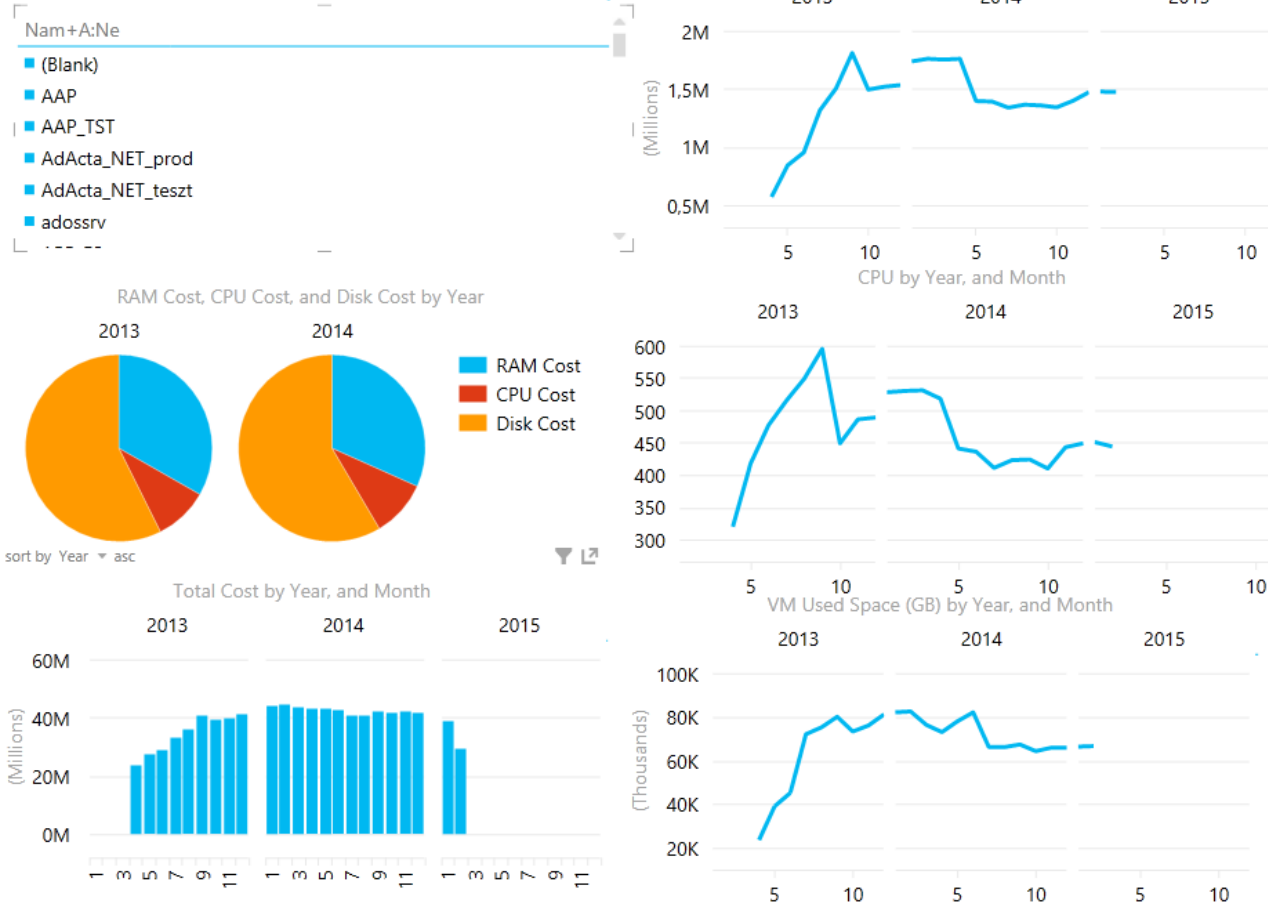 Nam+A:Ne
(Blank)
AAP
AAP_TST
AdActa_NET_prod
AdActa_NET_teszt
adossrv
RAM Cost, CPU Cost, and Disk Cost by Year
2013 2014
RAM Cost
CPU Cost
Disk Cost
sort by Year asc
Total Cost by Year, and Month
2013 2014 2015
(Millions)
60M
40M
20M
0M
1 3 5 7 9 11 1 3 5 7 9 11 1 3 5 7 9 11
2013 2014 2015
(Millions)
2M
1,5M
1M
0,5M
5 10 5 10 5 10
CPU by Year, and Month
2013 2014 2015
600
550
500
450
400
350
300
5 10 5 10 5 10
VM Used Space (GB) by Year, and Month
2013 2014 2015
(Thousands)
100K
80K
60K
40K
20K
5 10 5 10 5 10